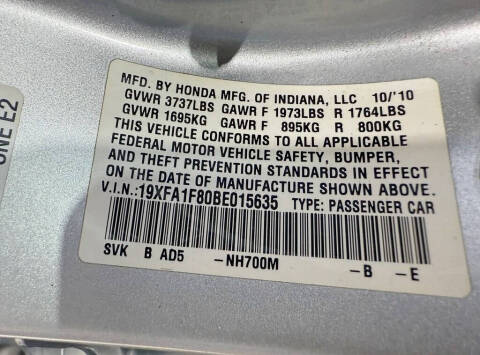 MFD. BY HONDA MFG. OF INDIANA, LLC 10/'10
GVWR 3737LBS GAWR F 1973LBS R 1764LBS
GVWR 1695KG GAWR F 895KG R 800KG
THIS VEHICLE CONFORMS TO ALL APPLICABLE
FEDERAL MOTOR VEHICLE SAFETY, BUMPER,
AND THEFT PREVENTION STANDARDS IN EFFECT
ON THE DATE OF MANUFACTURE SHOWN ABOVE.
V.I.N.:19XFA1F80BE015635 TYPE: PASSENGER CAR
SVK B AD5 -NH700M -B -E
ONE E2